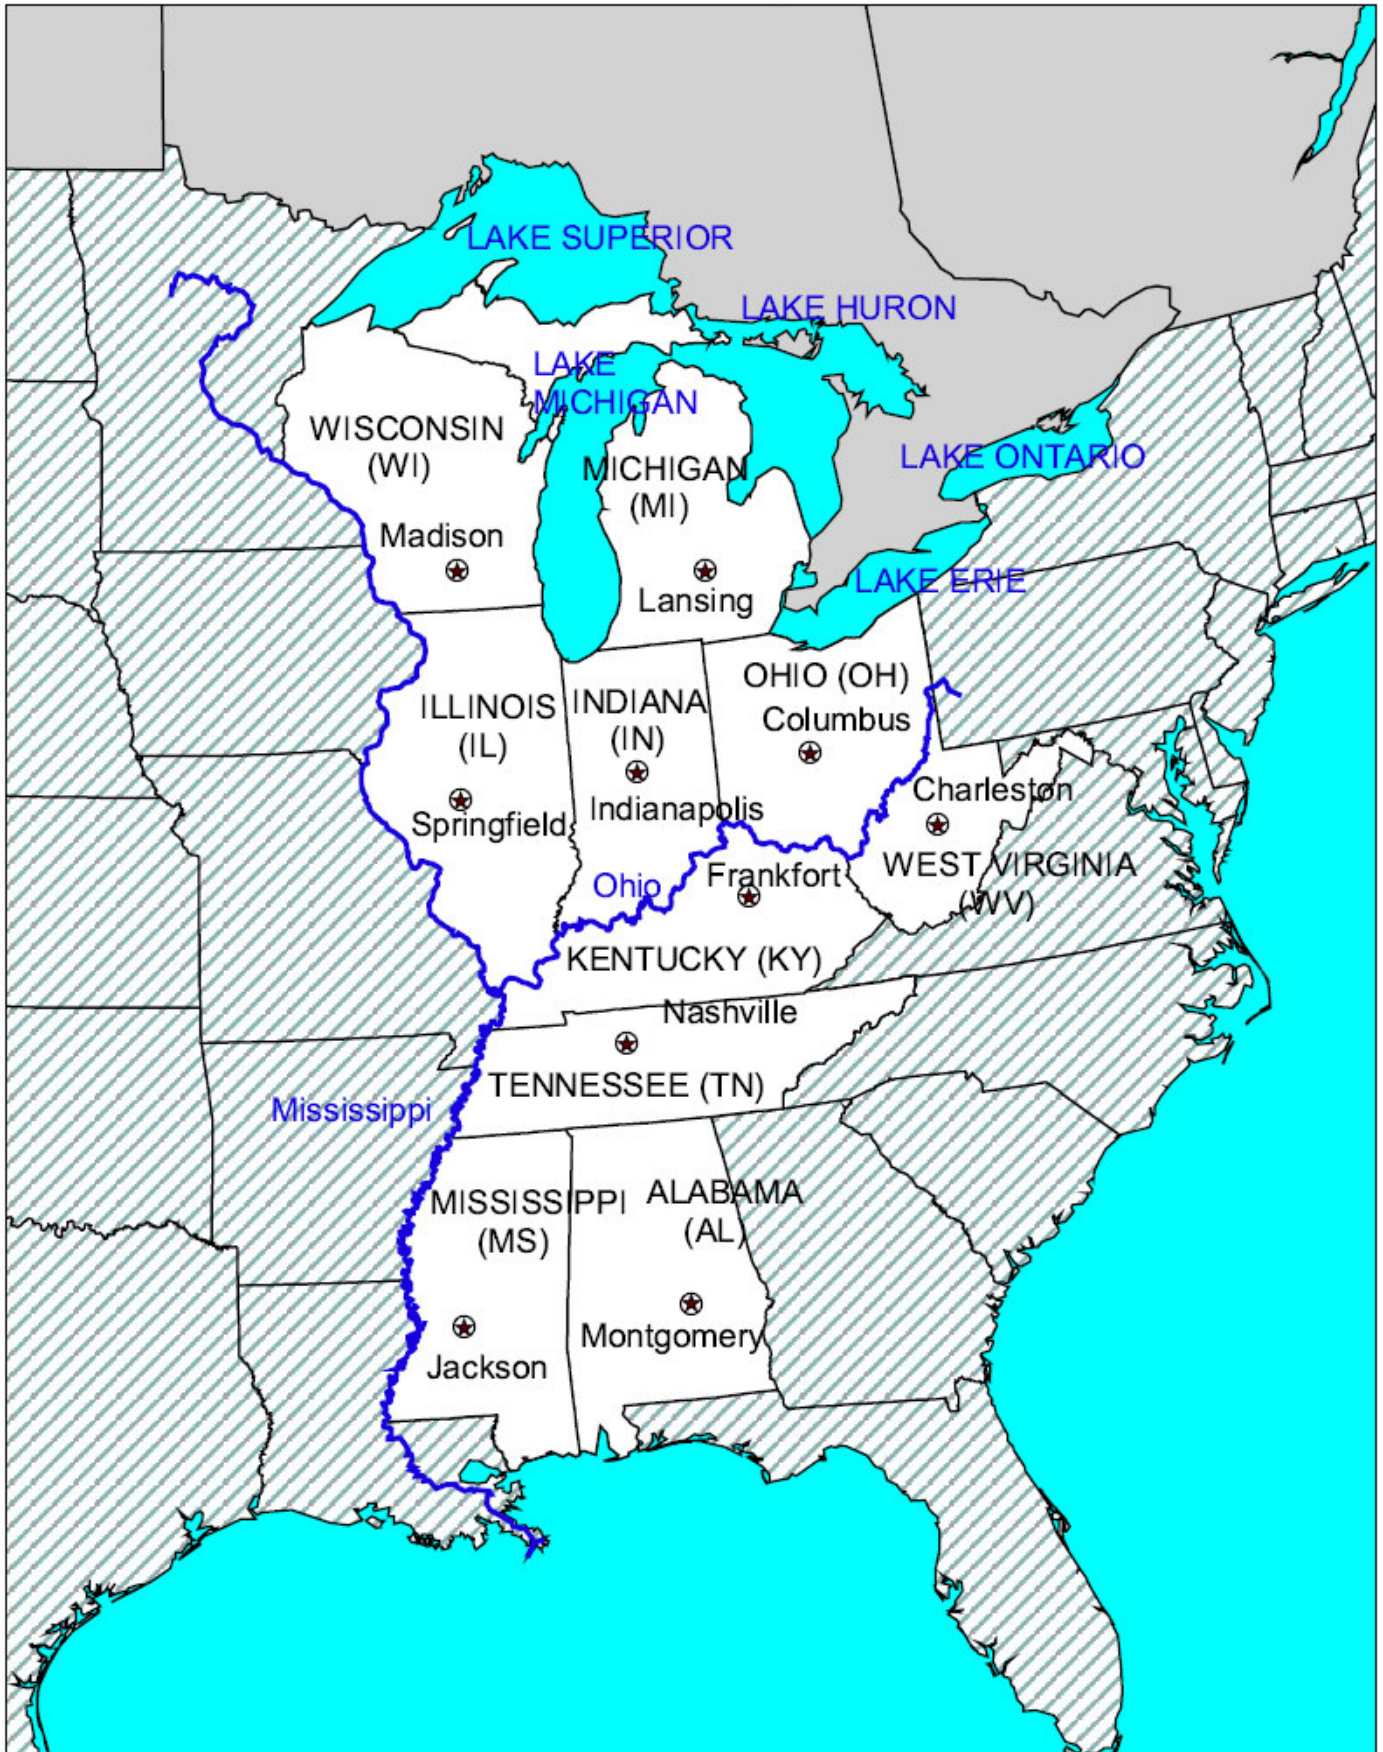 LAKE SUPERIOR
LAKE HURON
LAKE
MICHIGAN
WISCONSIN
(WI)
MICHIGAN
(MI)
LAKE ONTARIO
Madison
Lansing
LAKE ERIE
OHIO (OH)
Columbus
ILLINOIS
(IL)
INDIANA
(IN)
Charleston
Springfield
Indianapolis
WEST VIRGINIA
(WV)
Ohio
Frankfort
KENTUCKY (KY)
Nashville
TENNESSEE (TN)
Mississippi
MISSISSIPPI
(MS)
ALABAMA
(AL)
Montgomery
Jackson